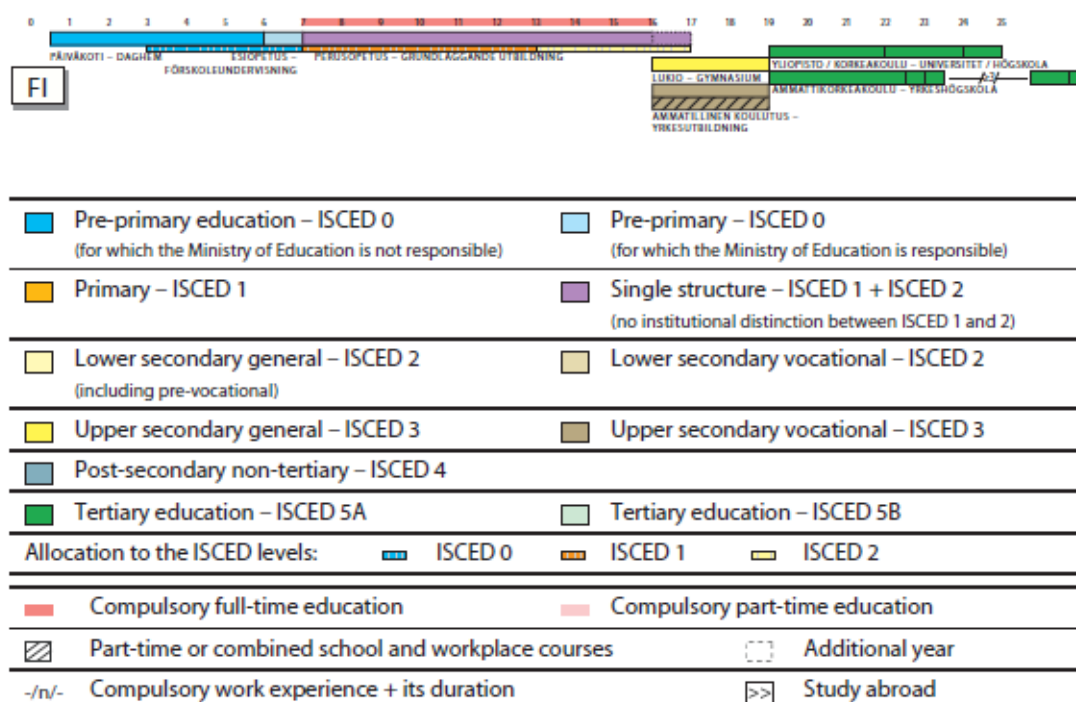 0 1 2 3 4 5 6 7 8 9 10 11 12 13 14 15 16 17 18 19 20 21 22 23 24 25
PÄIVÄKOTI – DAGHEM ESIOPETUS – PERUSOPETUS – GRUNDLÄGGANDE UTBILDNING YLIOPISTO / KORKEAKOULU – UNIVERSITET / HÖGSKOLA
FÖRSKOLEUNDERVISNING LUKIO – GYMNASIUM AMMATTIKORKEAKOULU – YRKESHÖGSKOLA
FI
AMMATILLINEN KOULUTUS –
YRKESUTBILDNING
Pre-primary education – ISCED 0 Pre-primary – ISCED 0
(for which the Ministry of Education is not responsible) (for which the Ministry of Education is responsible)
Primary – ISCED 1 Single structure – ISCED 1 + ISCED 2
(no institutional distinction between ISCED 1 and 2)
Lower secondary general – ISCED 2 Lower secondary vocational – ISCED 2
(including pre-vocational)
Upper secondary general – ISCED 3 Upper secondary vocational – ISCED 3
Post-secondary non-tertiary – ISCED 4
Tertiary education – ISCED 5A Tertiary education – ISCED 5B
Allocation to the ISCED levels: ISCED 0 ISCED 1 ISCED 2
Compulsory full-time education Compulsory part-time education
Part-time or combined school and workplace courses Additional year
-/n/- Compulsory work experience + its duration >> Study abroad